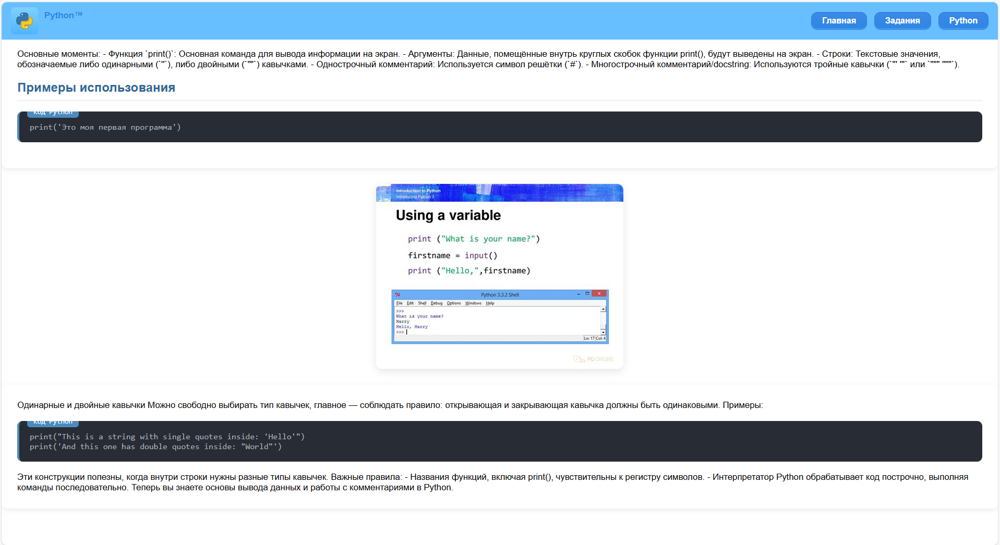 Python™
Главная
Задания
Python
Основные моменты: - Функция `print()`: Основная команда для вывода информации на экран. - Аргументы: Данные, помещённые внутрь круглых скобок функции print(), будут выведены на экран. - Строки: Текстовые значения,
обозначаемые либо одинарными (`''`), либо двойными (`""`) кавычками. - Однострочный комментарий: Используется символ решётки (`#`). - Многострочный комментарий/docstring: Используются тройные кавычки (`''' '''` или `""" """`).
Примеры использования
Код Python
print('Это моя первая программа')
Introduction to Python
Introducing Python 3
Using a variable
print ("What is your name?")
firstname = input()
print ("Hello,",firstname)
Python 3.3.2 Shell
File Edit Shell Debug Options Windows Help
>>>
What is your name?
Harry
Hello, Harry
>>>
Ln: 17 Col: 4
PG ONLINE
Одинарные и двойные кавычки Можно свободно выбирать тип кавычек, главное — соблюдать правило: открывающая и закрывающая кавычка должны быть одинаковыми. Примеры:
Код Python
print("This is a string with single quotes inside: 'Hello'")
print('And this one has double quotes inside: "World"')
Эти конструкции полезны, когда внутри строки нужны разные типы кавычек. Важные правила: - Названия функций, включая print(), чувствительны к регистру символов. - Интерпретатор Python обрабатывает код построчно, выполняя
команды последовательно. Теперь вы знаете основы вывода данных и работы с комментариями в Python.